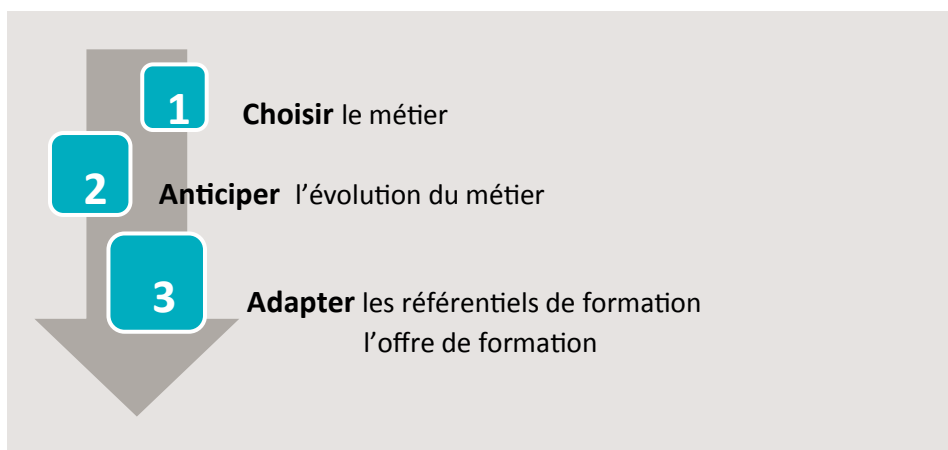 1 Choisir le métier
2 Anticiper l’évolution du métier
3 Adapter les référentiels de formation
l’offre de formation